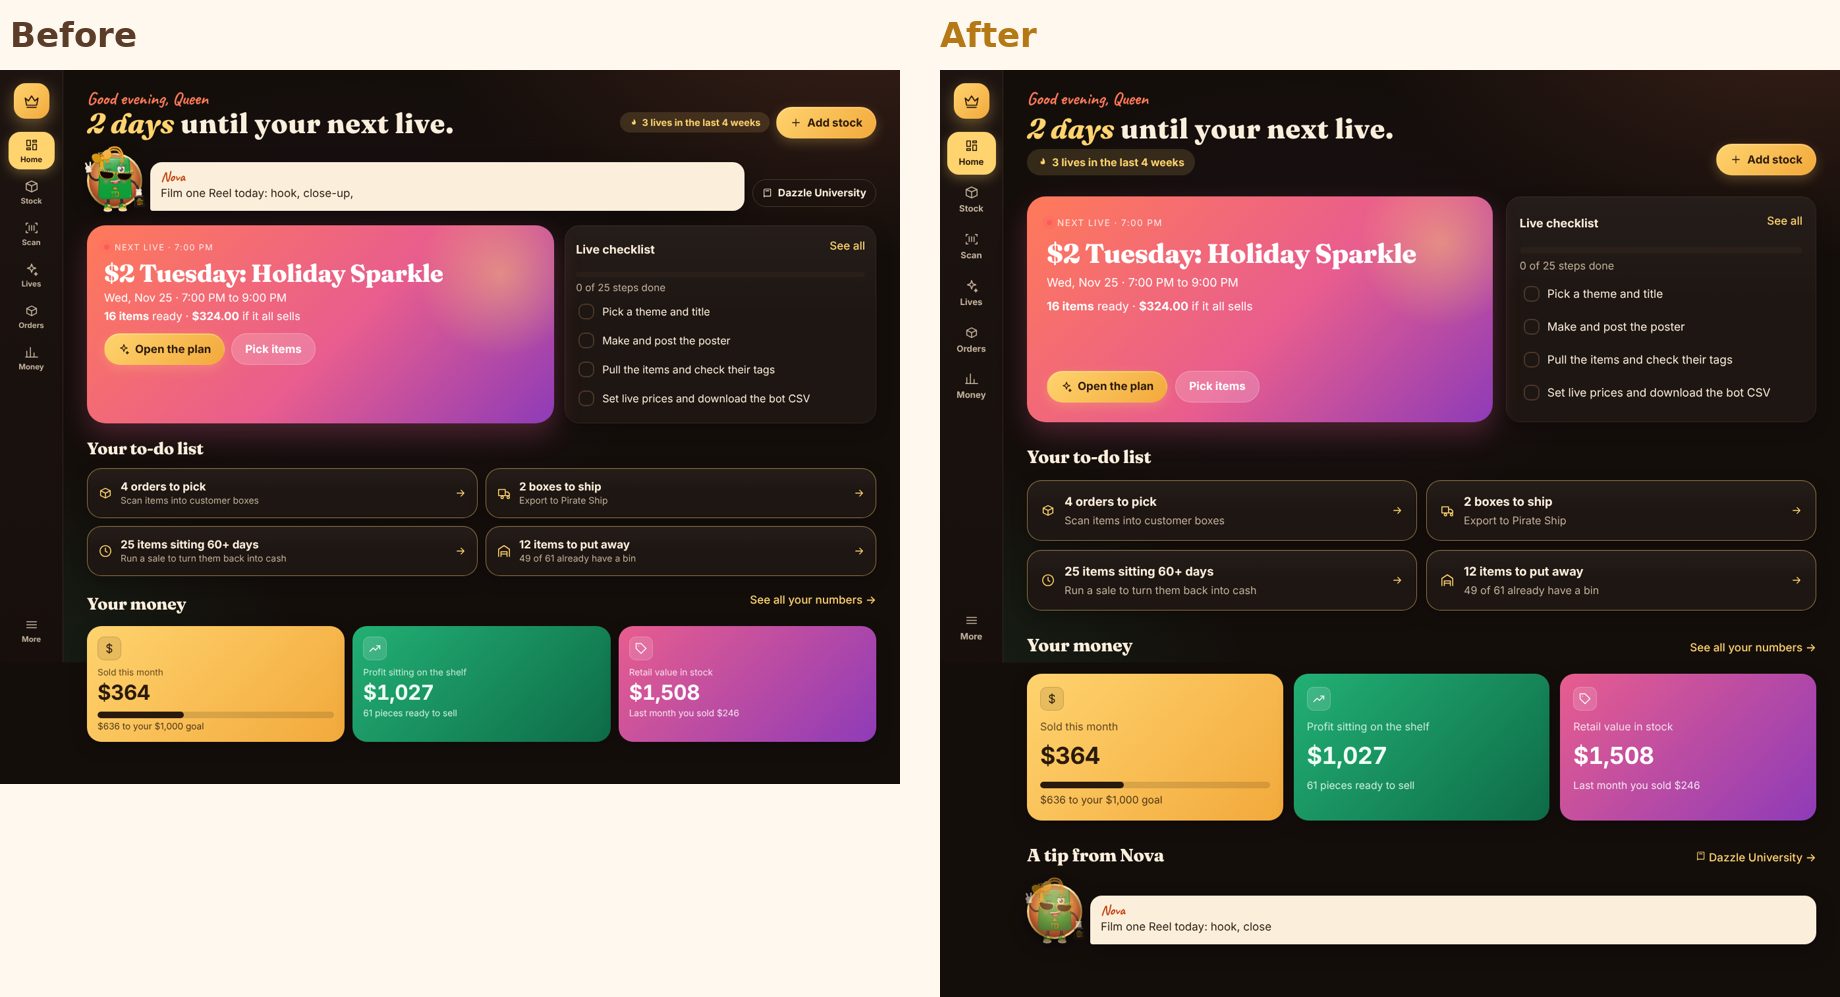 Before
Good evening, Queen
2 days until your next live.
3 lives in the last 4 weeks
+ Add stock
Home
Stock
Scan
Lives
Orders
Money
More
Nova
Film one Reel today: hook, close-up,
Dazzle University
NEXT LIVE · 7:00 PM
$2 Tuesday: Holiday Sparkle
Wed, Nov 25 · 7:00 PM to 9:00 PM
16 items ready · $324.00 if it all sells
Open the plan
Pick items
Live checklist
See all
0 of 25 steps done
Pick a theme and title
Make and post the poster
Pull the items and check their tags
Set live prices and download the bot CSV
Your to-do list
4 orders to pick
Scan items into customer boxes
2 boxes to ship
Export to Pirate Ship
25 items sitting 60+ days
Run a sale to turn them back into cash
12 items to put away
49 of 61 already have a bin
Your money
See all your numbers →
$
Sold this month
$364
$636 to your $1,000 goal
Profit sitting on the shelf
$1,027
61 pieces ready to sell
Retail value in stock
$1,508
Last month you sold $246
After
Good evening, Queen
2 days until your next live.
3 lives in the last 4 weeks
+ Add stock
Home
Stock
Scan
Lives
Orders
Money
More
NEXT LIVE · 7:00 PM
$2 Tuesday: Holiday Sparkle
Wed, Nov 25 · 7:00 PM to 9:00 PM
16 items ready · $324.00 if it all sells
Open the plan
Pick items
Live checklist
See all
0 of 25 steps done
Pick a theme and title
Make and post the poster
Pull the items and check their tags
Set live prices and download the bot CSV
Your to-do list
4 orders to pick
Scan items into customer boxes
2 boxes to ship
Export to Pirate Ship
25 items sitting 60+ days
Run a sale to turn them back into cash
12 items to put away
49 of 61 already have a bin
Your money
See all your numbers →
$
Sold this month
$364
$636 to your $1,000 goal
Profit sitting on the shelf
$1,027
61 pieces ready to sell
Retail value in stock
$1,508
Last month you sold $246
A tip from Nova
Dazzle University →
Nova
Film one Reel today: hook, close